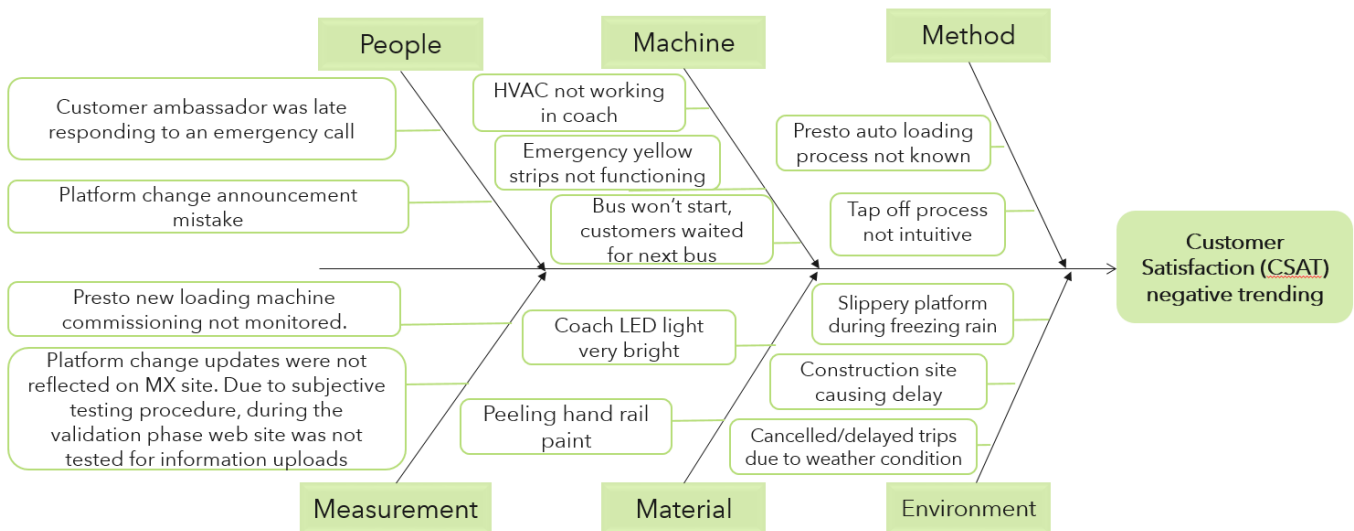 People
Machine
Method
Customer ambassador was late
responding to an emergency call
Platform change announcement
mistake
HVAC not working
in coach
Emergency yellow
strips not functioning
Bus won’t start,
customers waited
for next bus
Presto auto loading
process not known
Tap off process
not intuitive
Customer
Satisfaction (CSAT)
negative trending
Presto new loading machine
commissioning not monitored.
Platform change updates were not
reflected on MX site. Due to subjective
testing procedure, during the
validation phase web site was not
tested for information uploads
Coach LED light
very bright
Peeling hand rail
paint
Slippery platform
during freezing rain
Construction site
causing delay
Cancelled/delayed trips
due to weather condition
Measurement
Material
Environment